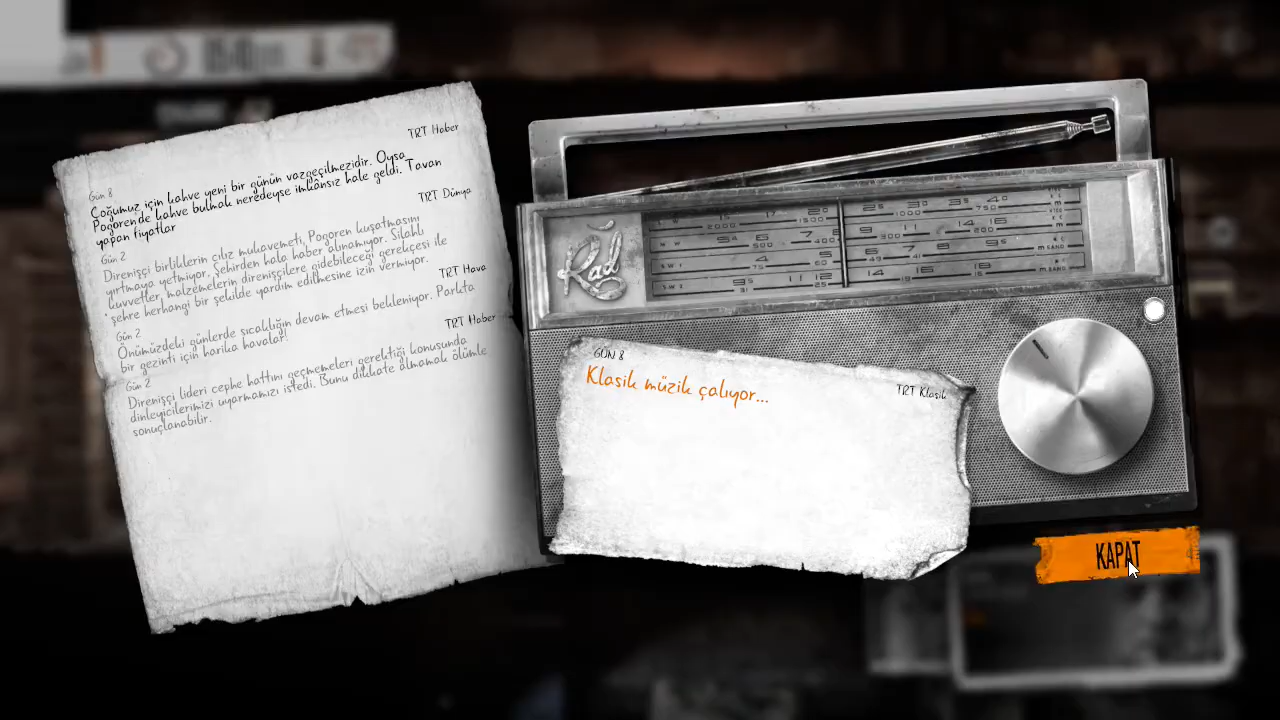 TRT Haber
Gün 8
Çoğumuz için kahve yeni bir günün vazgeçilmezidir. Oysa
Pogoren'de kahve bulmak neredeyse imkansız hale geldi. Tavan
yapan fiyatlar
TRT Dünya
Gün 2
Direnişçi birliklerin cılız mukavemeti, Pogoren kuşatmasını
yırtmaya yetmiyor. Şehirden hala haber alınamıyor. Silahlı
kuvvetler, malzemelerin direnişçilere gidebileceği gerekçesi ile
şehre herhangi bir şekilde yardım edilmesine izin vermiyor.
TRT Hava
Gün 2
Önümüzdeki günlerde sıcaklığın devam etmesi bekleniyor. Parkta
bir gezinti için harika havalar!
TRT Haber
Gün 2
Direnişçi lideri cephe hattını geçmemeleri gerektiği konusunda
dinleyicilerimizi uyarmamızı istedi. Bunu dikkate almamak ölümle
sonuçlanabilir.
Rad
GÜN 8
TRT Klasik
Klasik müzik çalıyor...
KAPAT